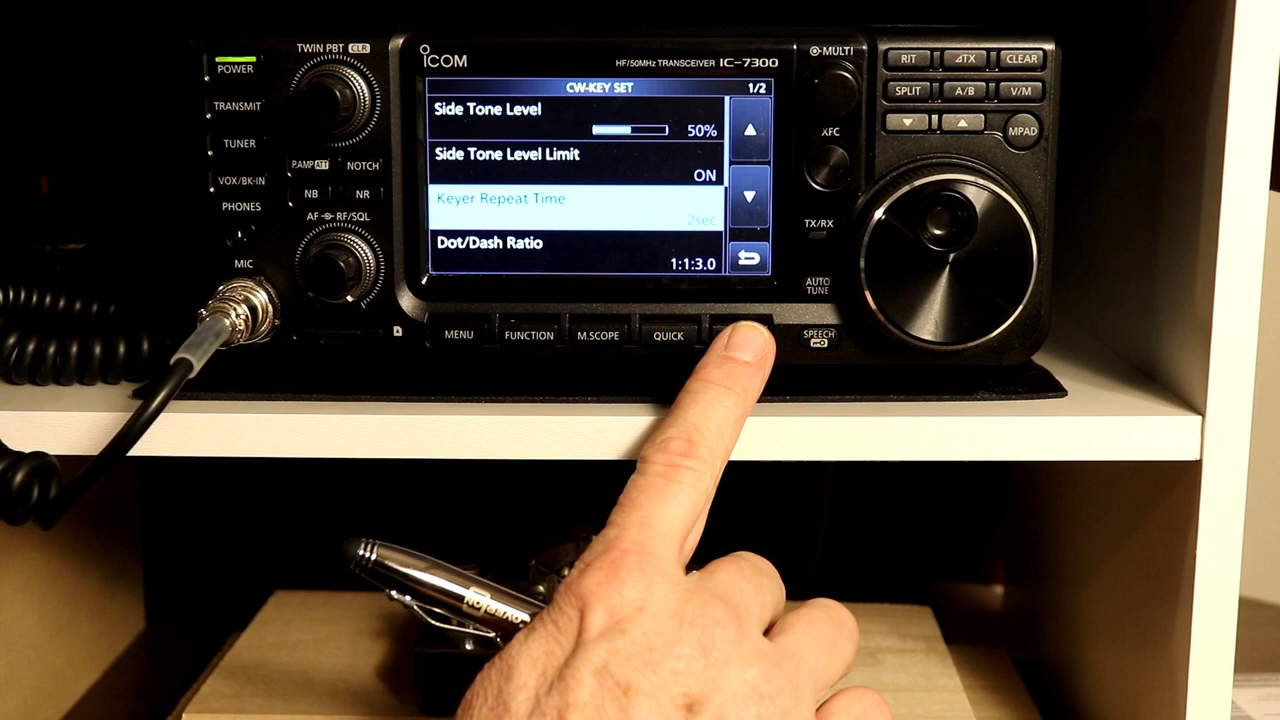 POWER
TRANSMIT
TUNER
VOX/BK-IN
PHONES
MIC
TWIN PBT CLR
P.AMP ATT NOTCH
NB NR
AF RF/SQL
ICOM
HF/50MHz TRANSCEIVER IC-7300
CW-KEY SET 1/2
Side Tone Level
50%
Side Tone Level Limit
ON
Keyer Repeat Time
2sec
Dot/Dash Ratio
1:1:3.0
MENU FUNCTION M.SCOPE QUICK
MULTI
XFC
TX/RX
AUTO
TUNE
SPEECH
RIT ⊿TX CLEAR
SPLIT A/B V/M
MPAD